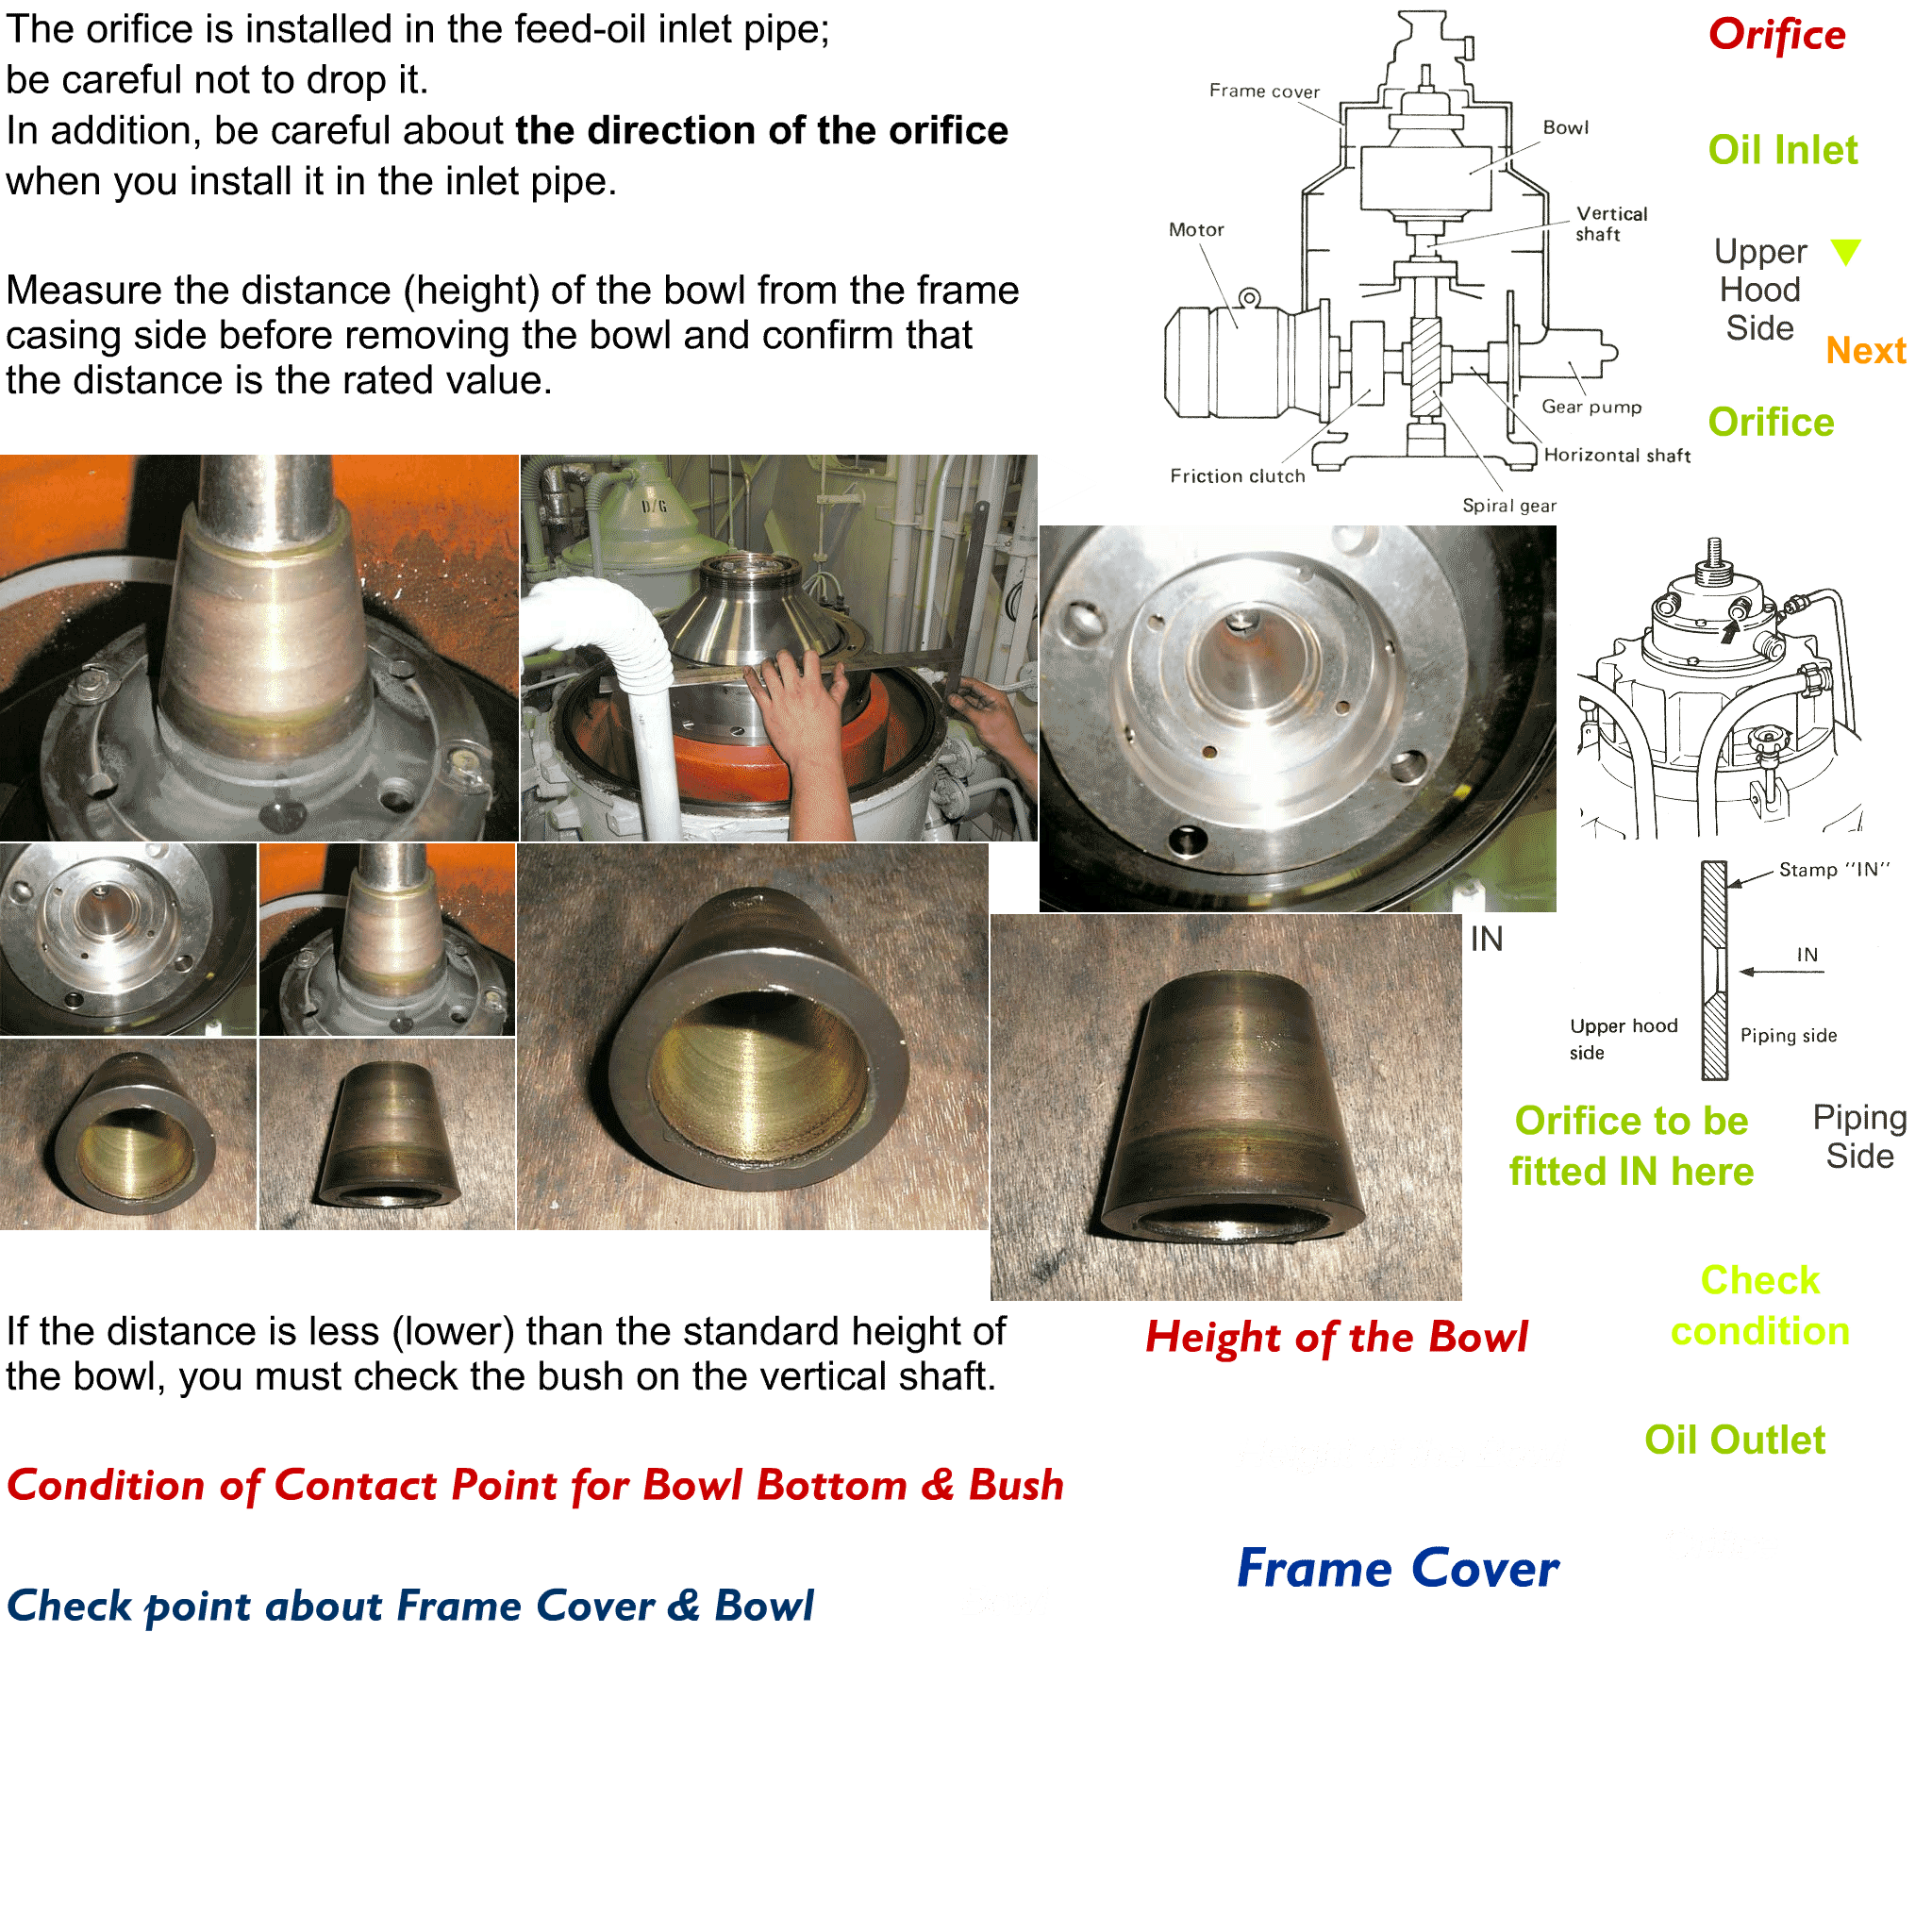 The orifice is installed in the feed-oil inlet pipe;
be careful not to drop it.
In addition, be careful about the direction of the orifice
when you install it in the inlet pipe.
Measure the distance (height) of the bowl from the frame
casing side before removing the bowl and confirm that
the distance is the rated value.
Frame cover
Bowl
Vertical
shaft
Motor
Gear pump
Horizontal shaft
Friction clutch
Spiral gear
Orifice
Oil Inlet
Upper
Hood
Side
Next
Orifice
D/G
Stamp "IN"
IN
Upper hood
side
Piping side
IN
Orifice to be
fitted IN here
Piping
Side
Check
condition
If the distance is less (lower) than the standard height of
the bowl, you must check the bush on the vertical shaft.
Height of the Bowl
Oil Outlet
Condition of Contact Point for Bowl Bottom & Bush
Frame Cover
Check point about Frame Cover & Bowl